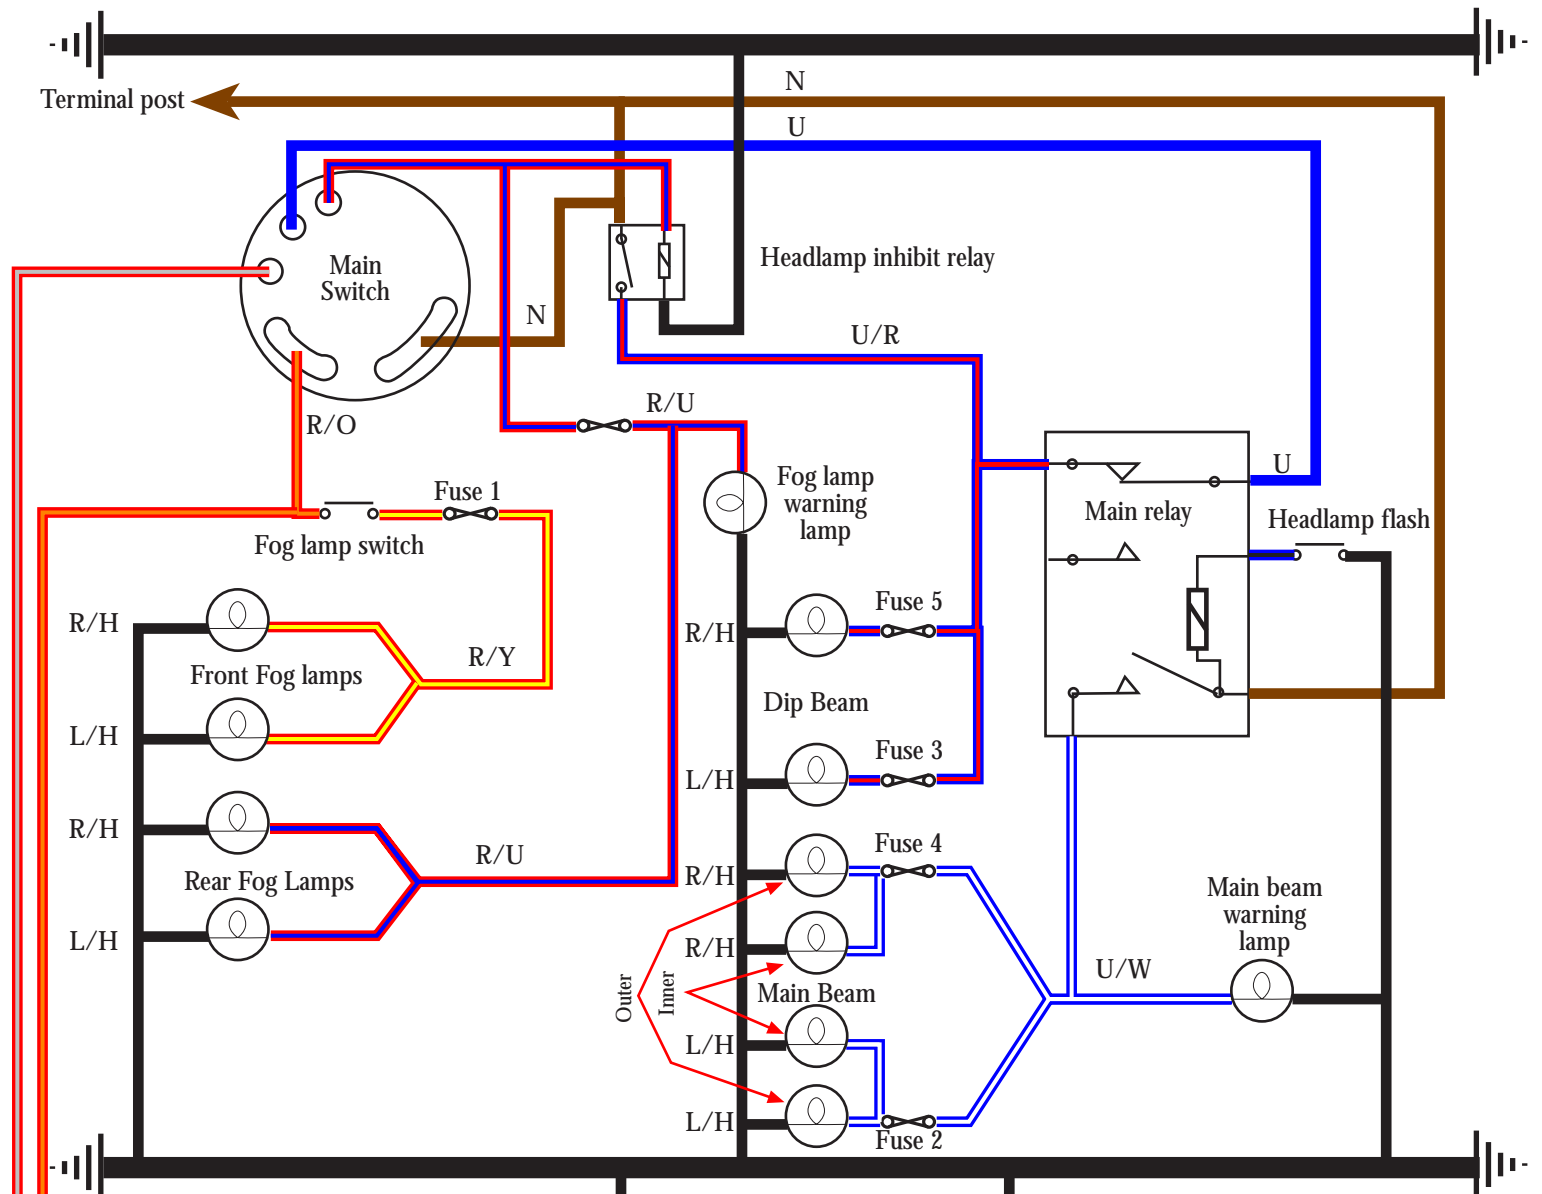 N
Terminal post
U
Main
Switch
Headlamp inhibit relay
N
U/R
R/U
R/O
Fog lamp
warning
lamp
U
Fuse 1
Main relay
Headlamp flash
Fog lamp switch
R/H
Fuse 5
R/H
R/Y
Front Fog lamps
Dip Beam
L/H
Fuse 3
L/H
R/H
Fuse 4
R/U
Rear Fog Lamps
R/H
Main beam
warning
lamp
L/H
R/H
Outer
Inner
Main Beam
U/W
L/H
L/H
Fuse 2